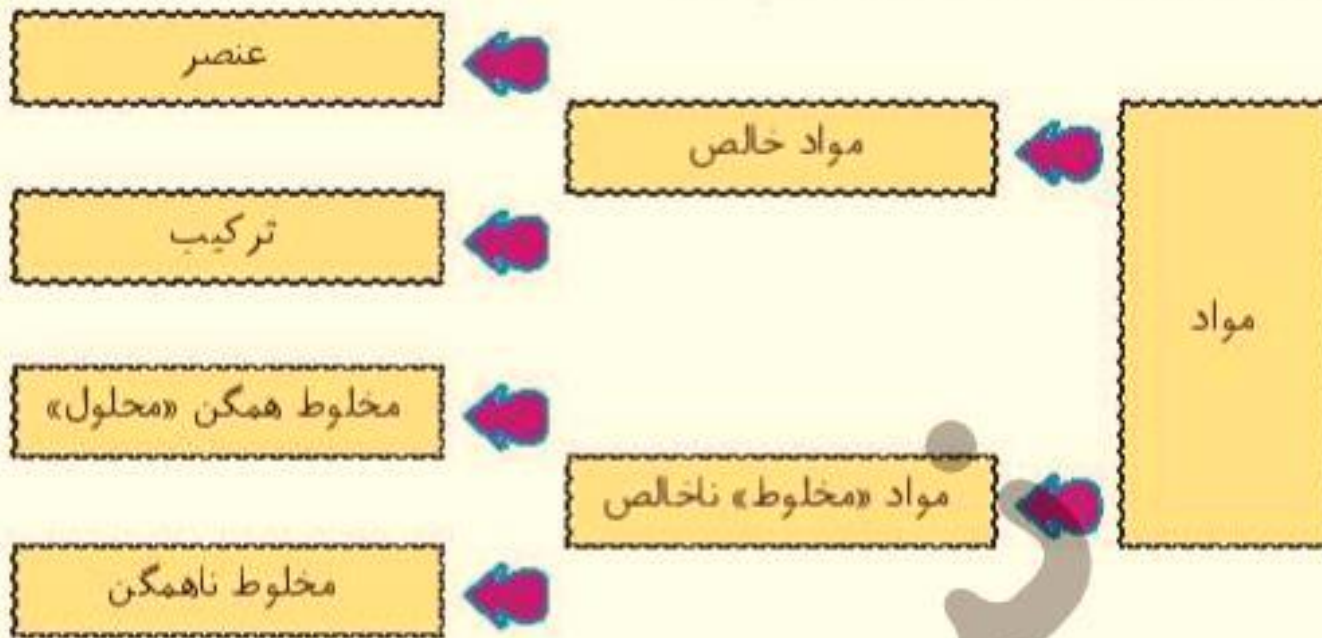 مواد
مواد خالص
عنصر
ترکیب
مواد «مخلوط» ناخالص
مخلوط همگن «محلول»
مخلوط ناهمگن